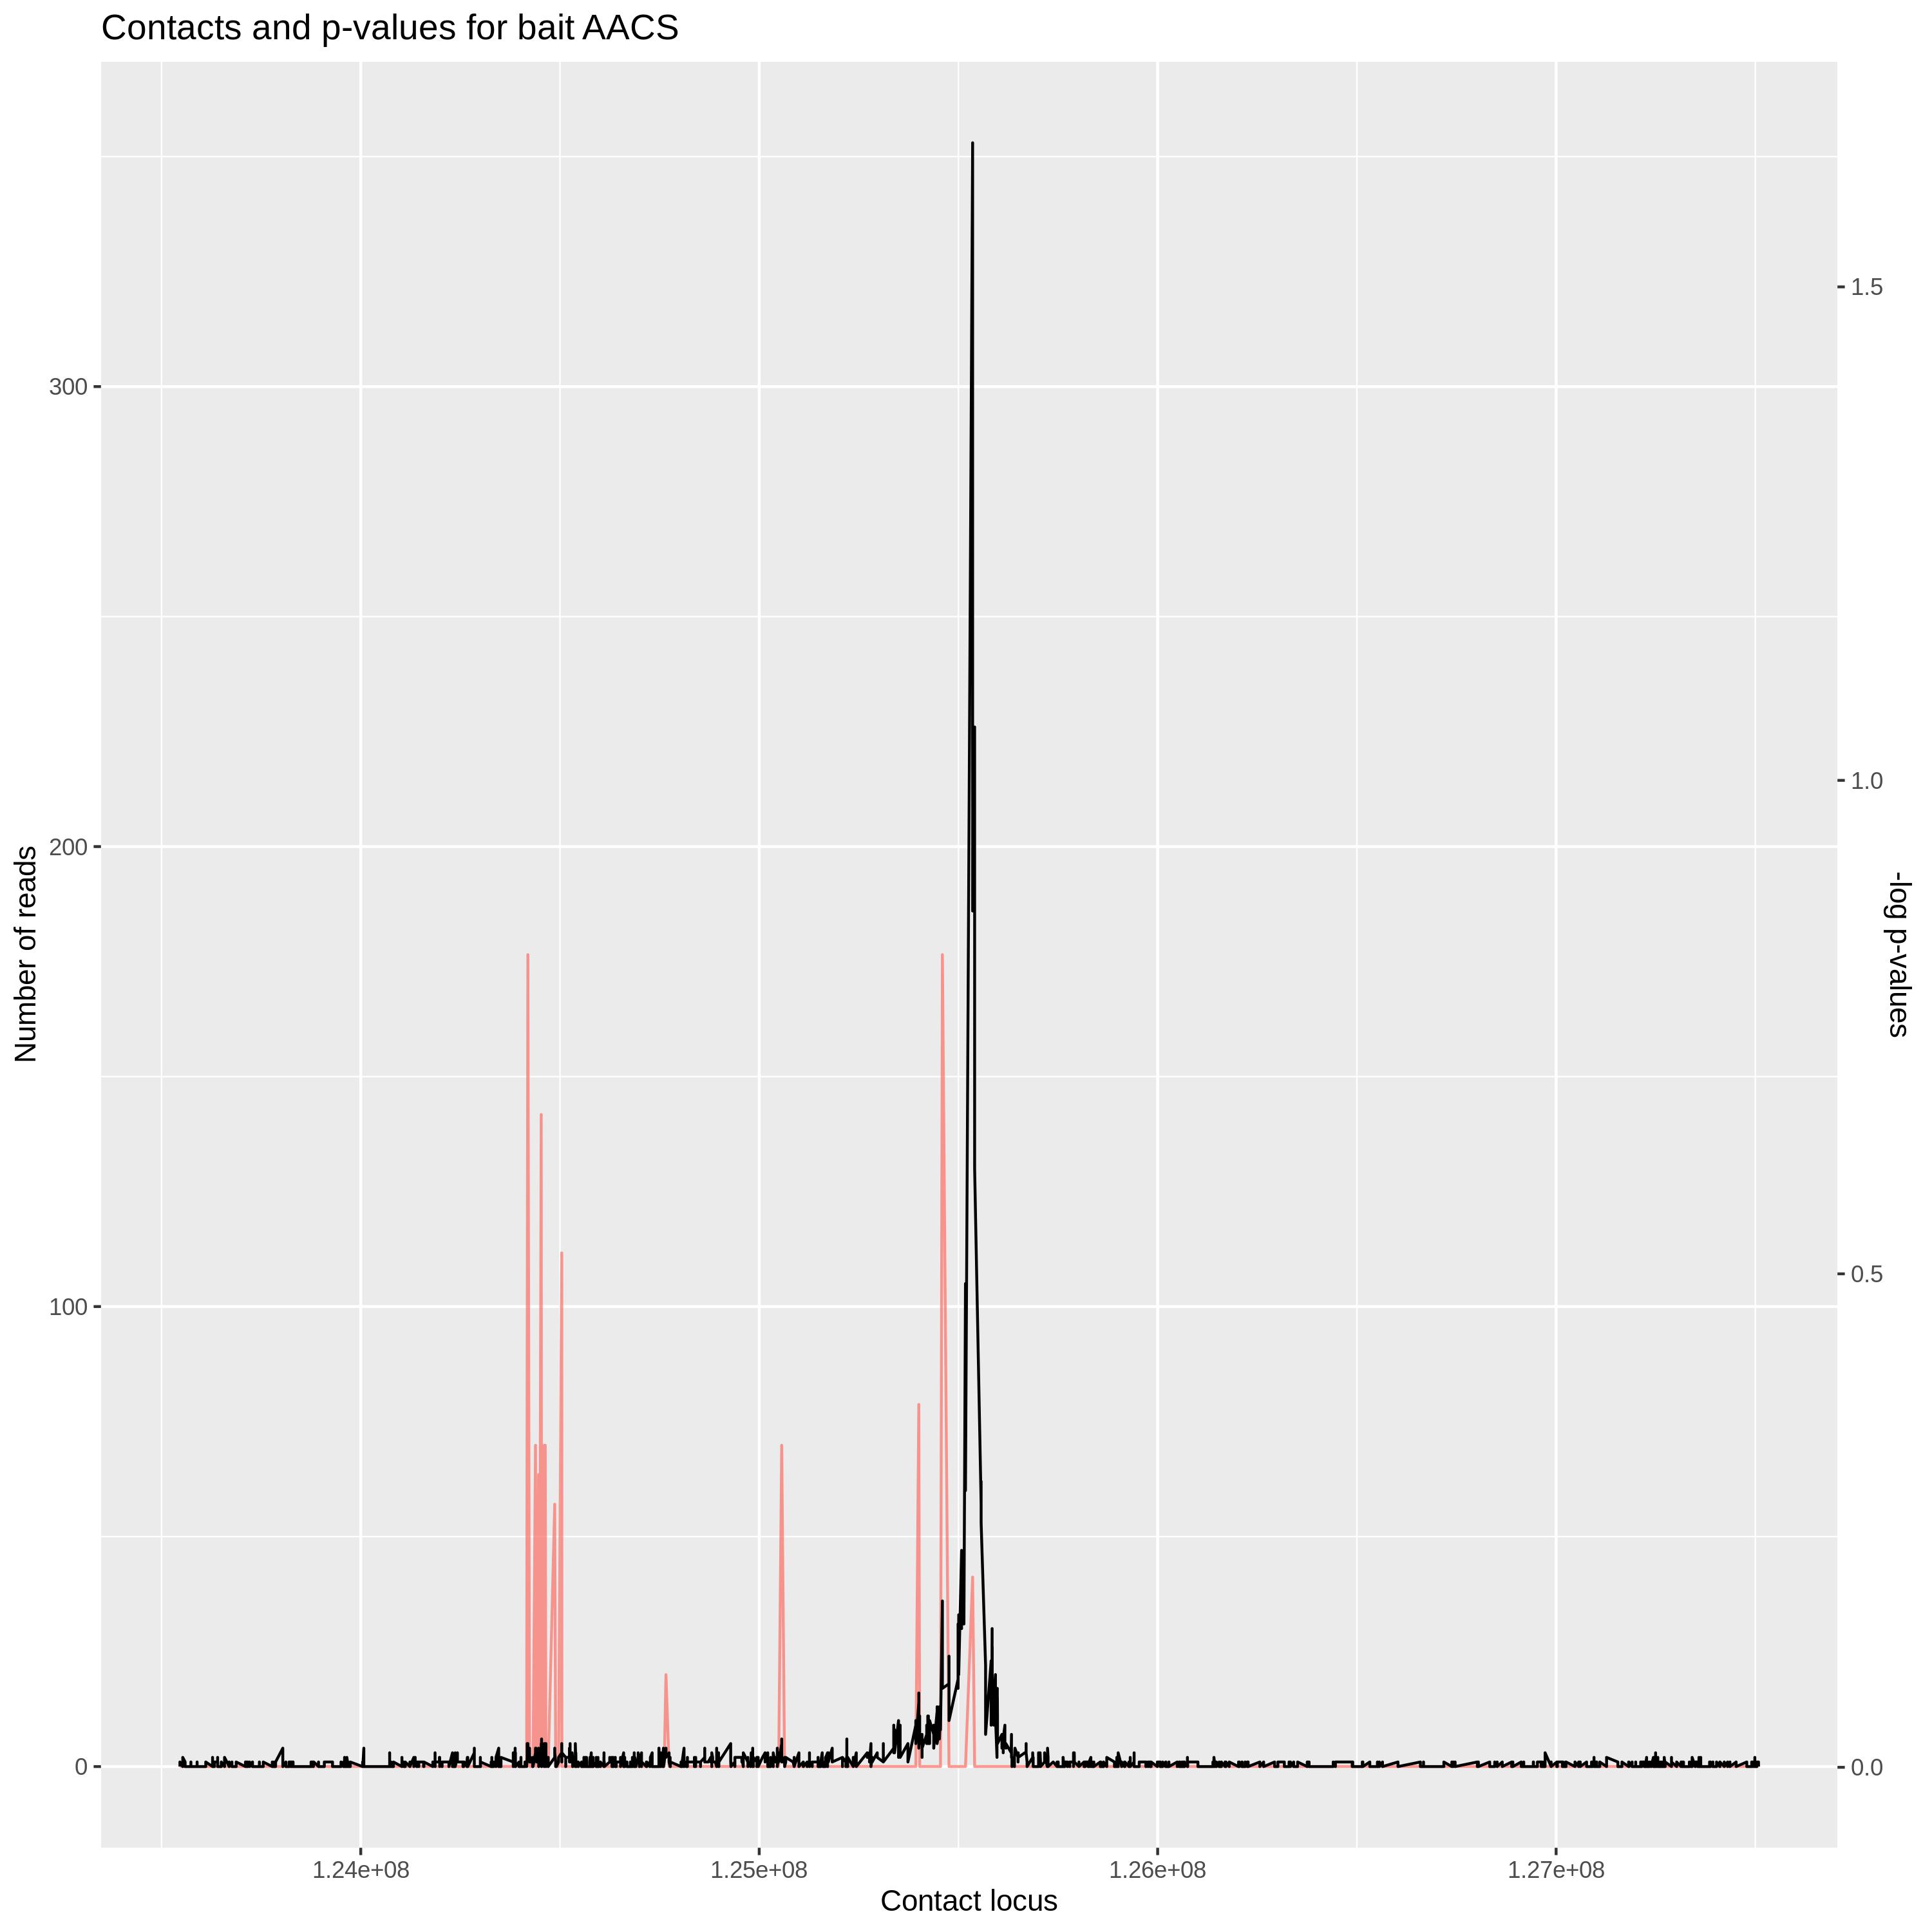 Contacts and p-values for bait AACS
300
200
100
0
Number of reads
1.5
1.0
0.5
0.0
-log p-values
1.24e+08 1.25e+08 1.26e+08 1.27e+08
Contact locus